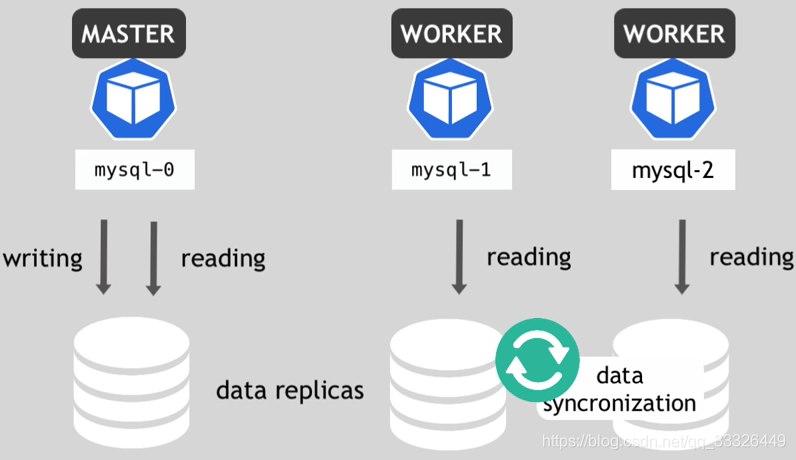 MASTER
WORKER
WORKER
mysql-0
mysql-1
mysql-2
writing
reading
reading
reading
data replicas
data
syncronization
https://blog.csdn.net/qq_33326449